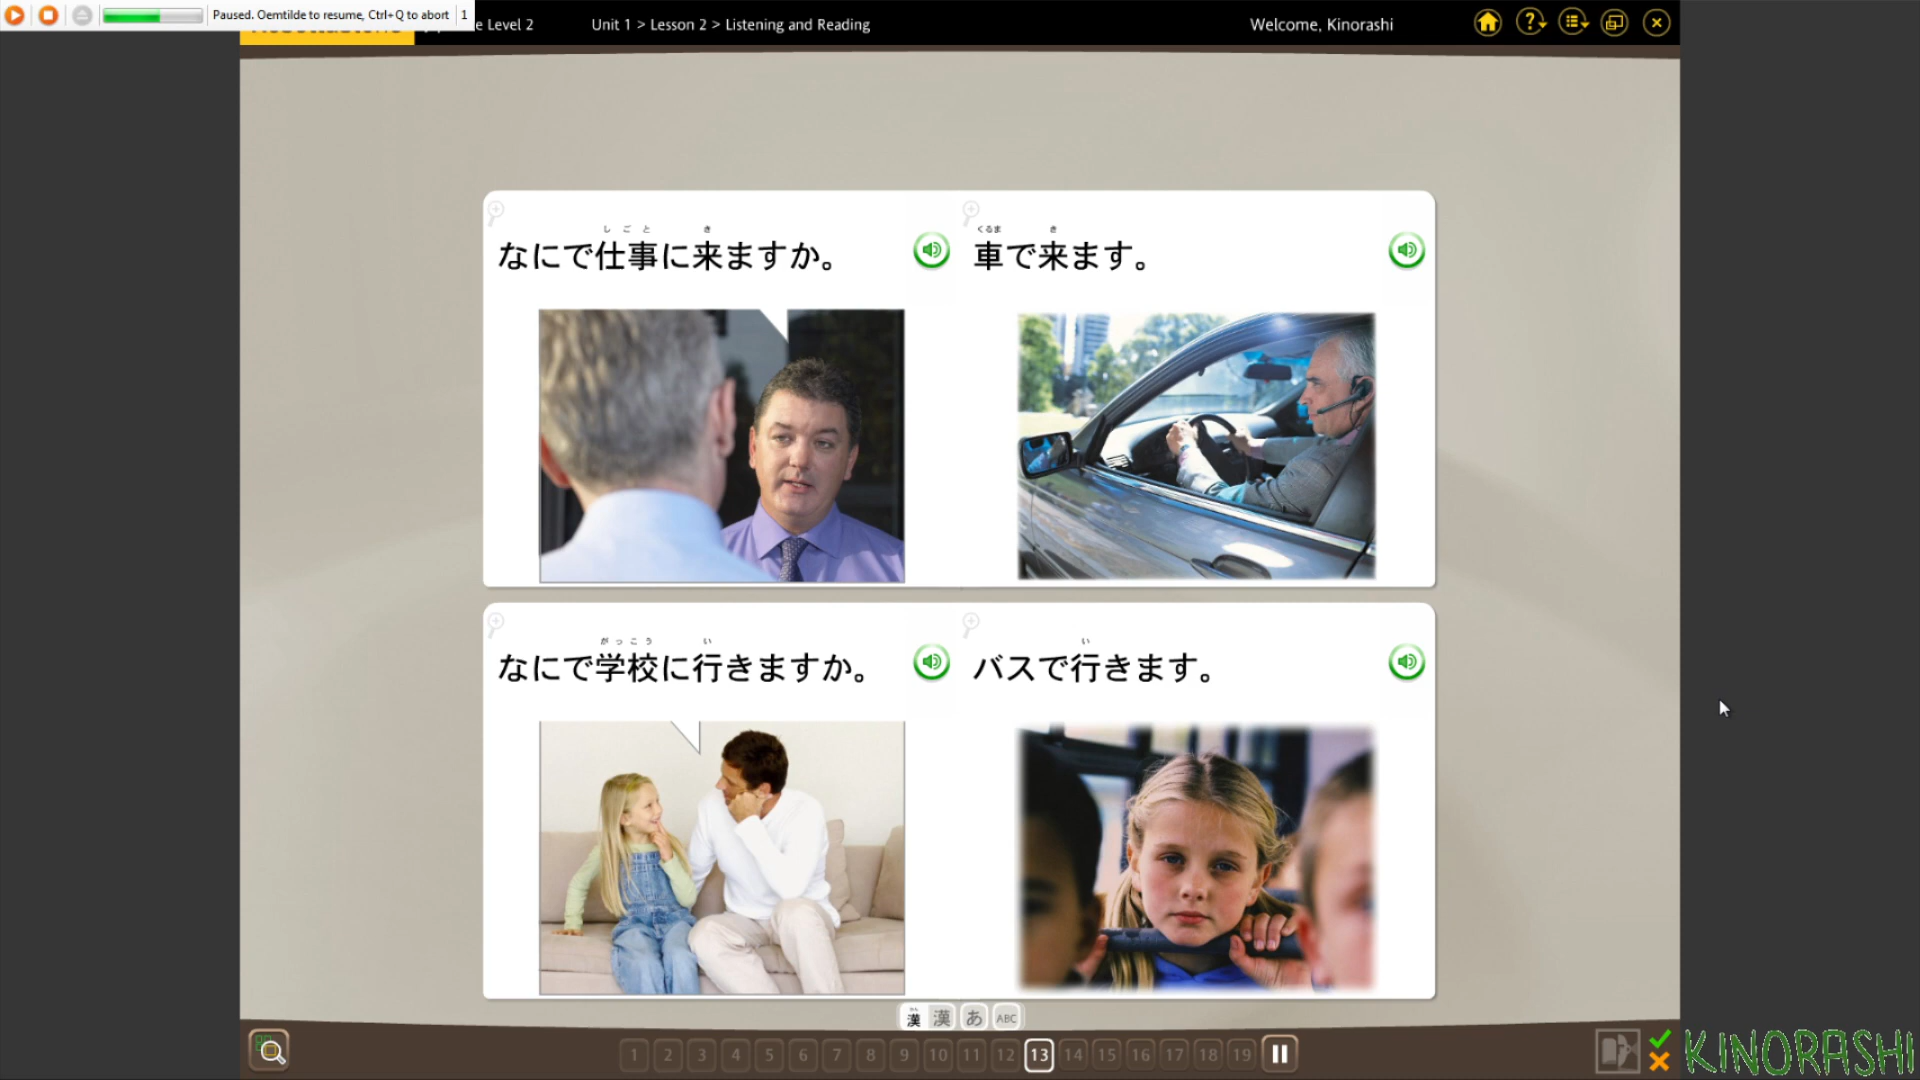 Paused. Oemtilde to resume, Ctrl+Q to abort 1
e Level 2
Unit 1 > Lesson 2 > Listening and Reading
Welcome, Kinorashi
しごと き
なにで仕事に来ますか。
くるま き
車で来ます。
がっこう い
なにで学校に行きますか。
い
バスで行きます。
漢 漢 あ ABC
1 2 3 4 5 6 7 8 9 10 11 12 13 14 15 16 17 18 19
KINORASHI